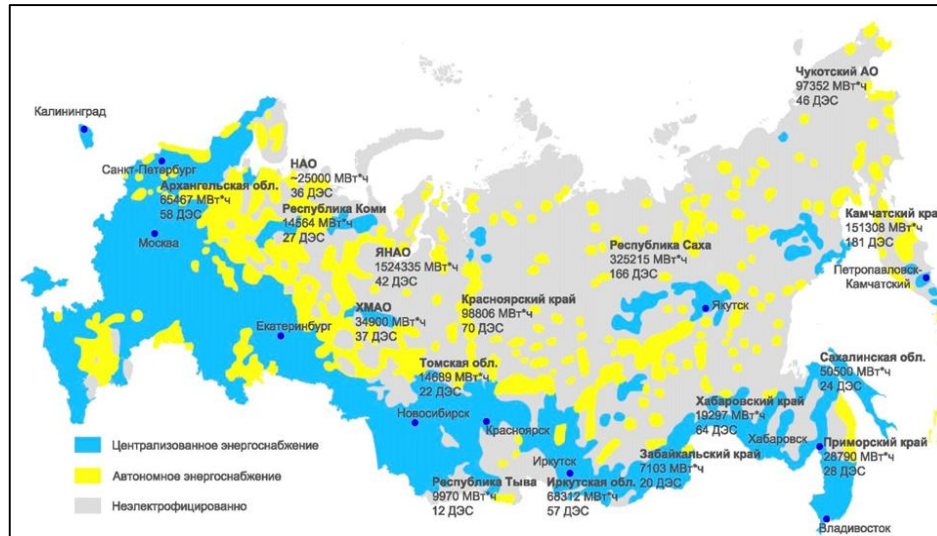 Чукотский АО
97352 МВт*ч
46 ДЭС
Калининград
Санкт-Петербург
НАО
~25000 МВт*ч
36 ДЭС
Архангельская обл.
65467 МВт*ч
58 ДЭС
Республика Коми
14564 МВт*ч
27 ДЭС
Москва
Камчатский кра
151308 МВт*ч
181 ДЭС
Петропавловск-
Камчатский
ЯНАО
1524335 МВт*ч
42 ДЭС
Республика Саха
325215 МВт*ч
166 ДЭС
Якутск
ХМАО
34900 МВт*ч
37 ДЭС
Красноярский край
98806 МВт*ч
70 ДЭС
Екатеринбург
Томская обл.
14689 МВт*ч
22 ДЭС
Сахалинская обл.
50500 МВт*ч
24 ДЭС
Новосибирск
Красноярск
Хабаровский край
19297 МВт*ч
64 ДЭС
Хабаровск
Приморский край
28790 МВт*ч
28 ДЭС
Иркутск
Забайкальский край
7103 МВт*ч
20 ДЭС
Республика Тыва
9970 МВт*ч
12 ДЭС
Иркутская обл.
68312 МВт*ч
57 ДЭС
Владивосток
Централизованное энергоснабжение
Автономное энергоснабжение
Неэлектрофицированно